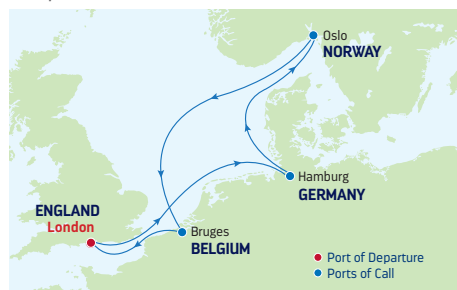 Oslo
NORWAY
Hamburg
GERMANY
ENGLAND
London
Bruges
BELGIUM
Port of Departure
Ports of Call